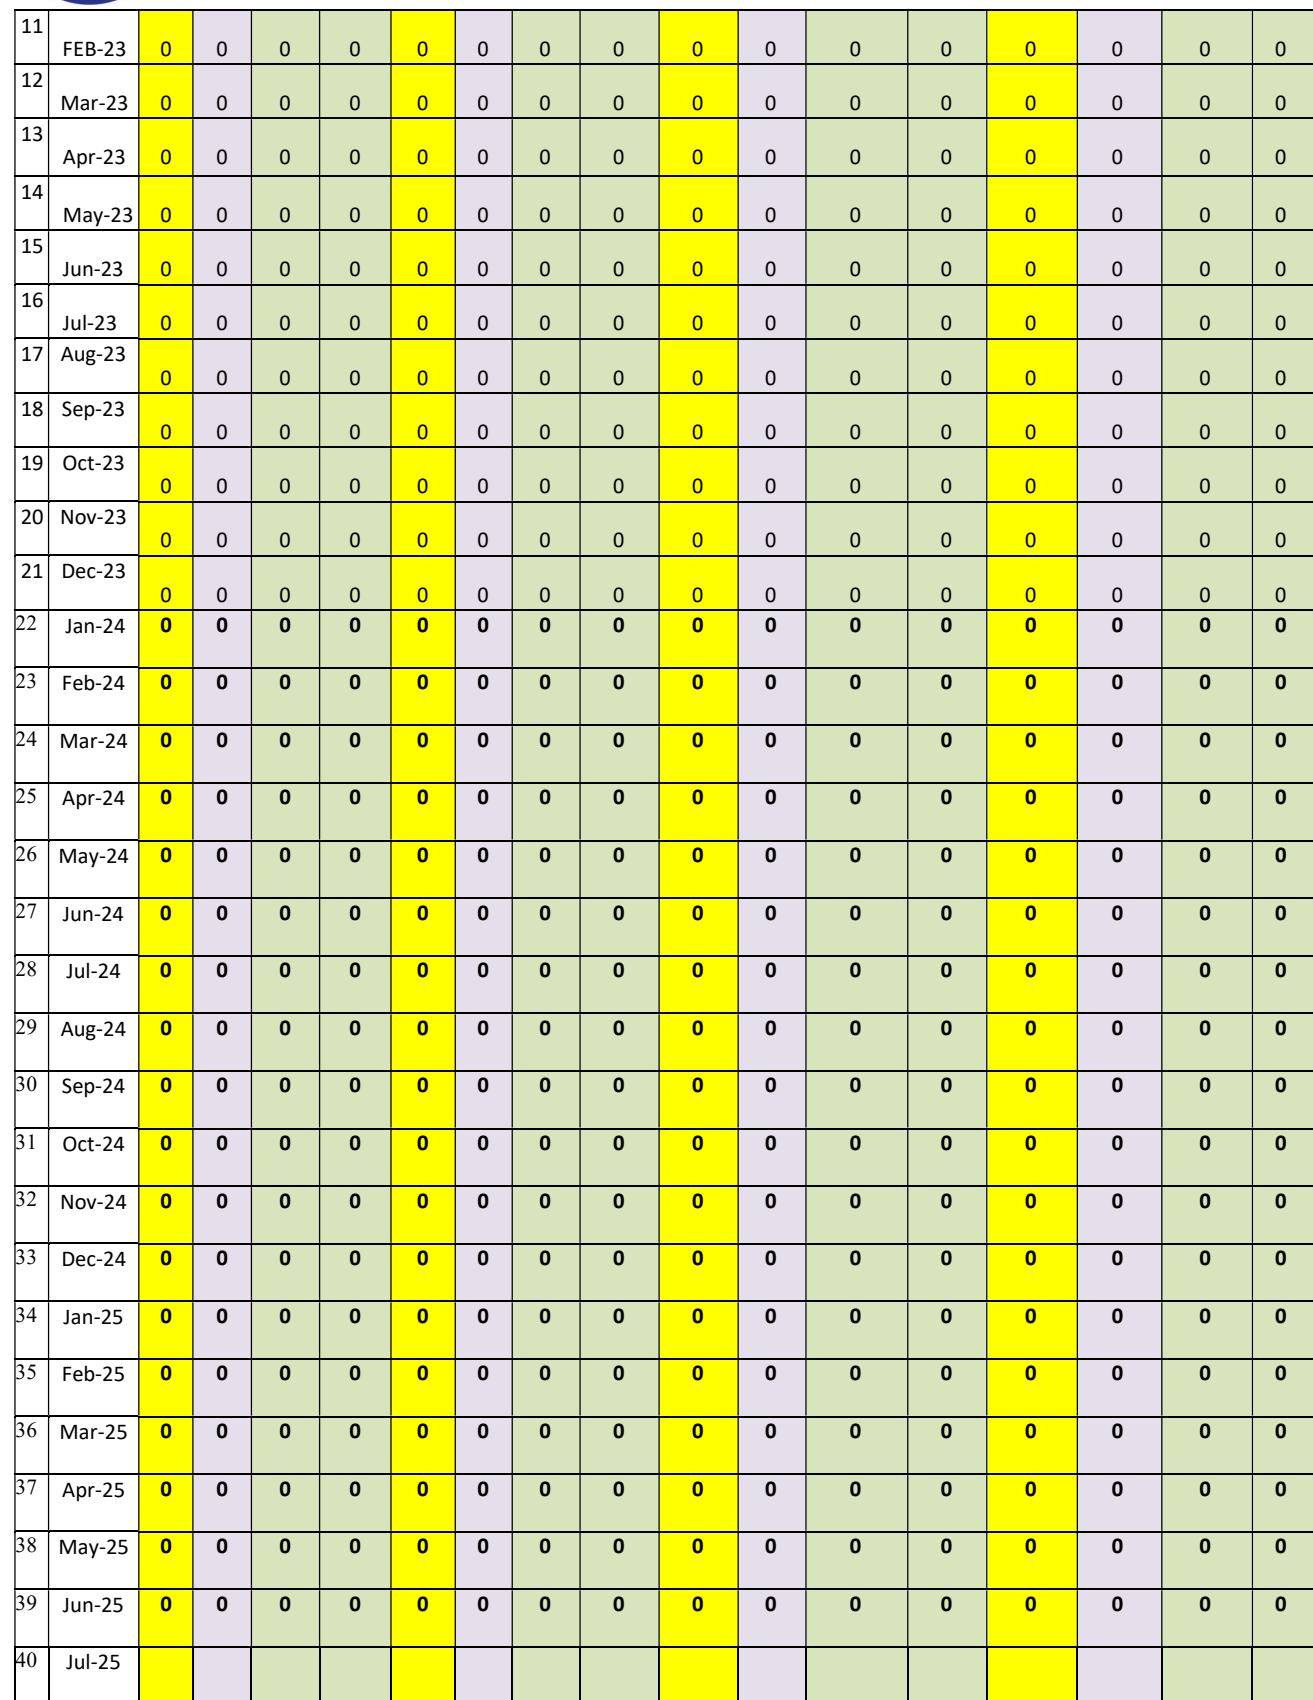 11 FEB-23 0 0 0 0 0 0 0 0 0 0 0 0 0 0 0 0
12 Mar-23 0 0 0 0 0 0 0 0 0 0 0 0 0 0 0 0
13 Apr-23 0 0 0 0 0 0 0 0 0 0 0 0 0 0 0 0
14 May-23 0 0 0 0 0 0 0 0 0 0 0 0 0 0 0 0
15 Jun-23 0 0 0 0 0 0 0 0 0 0 0 0 0 0 0 0
16 Jul-23 0 0 0 0 0 0 0 0 0 0 0 0 0 0 0 0
17 Aug-23 0 0 0 0 0 0 0 0 0 0 0 0 0 0 0 0
18 Sep-23 0 0 0 0 0 0 0 0 0 0 0 0 0 0 0 0
19 Oct-23 0 0 0 0 0 0 0 0 0 0 0 0 0 0 0 0
20 Nov-23 0 0 0 0 0 0 0 0 0 0 0 0 0 0 0 0
21 Dec-23 0 0 0 0 0 0 0 0 0 0 0 0 0 0 0 0
22 Jan-24 0 0 0 0 0 0 0 0 0 0 0 0 0 0 0 0
23 Feb-24 0 0 0 0 0 0 0 0 0 0 0 0 0 0 0 0
24 Mar-24 0 0 0 0 0 0 0 0 0 0 0 0 0 0 0 0
25 Apr-24 0 0 0 0 0 0 0 0 0 0 0 0 0 0 0 0
26 May-24 0 0 0 0 0 0 0 0 0 0 0 0 0 0 0 0
27 Jun-24 0 0 0 0 0 0 0 0 0 0 0 0 0 0 0 0
28 Jul-24 0 0 0 0 0 0 0 0 0 0 0 0 0 0 0 0
29 Aug-24 0 0 0 0 0 0 0 0 0 0 0 0 0 0 0 0
30 Sep-24 0 0 0 0 0 0 0 0 0 0 0 0 0 0 0 0
31 Oct-24 0 0 0 0 0 0 0 0 0 0 0 0 0 0 0 0
32 Nov-24 0 0 0 0 0 0 0 0 0 0 0 0 0 0 0 0
33 Dec-24 0 0 0 0 0 0 0 0 0 0 0 0 0 0 0 0
34 Jan-25 0 0 0 0 0 0 0 0 0 0 0 0 0 0 0 0
35 Feb-25 0 0 0 0 0 0 0 0 0 0 0 0 0 0 0 0
36 Mar-25 0 0 0 0 0 0 0 0 0 0 0 0 0 0 0 0
37 Apr-25 0 0 0 0 0 0 0 0 0 0 0 0 0 0 0 0
38 May-25 0 0 0 0 0 0 0 0 0 0 0 0 0 0 0 0
39 Jun-25 0 0 0 0 0 0 0 0 0 0 0 0 0 0 0 0
40 Jul-25